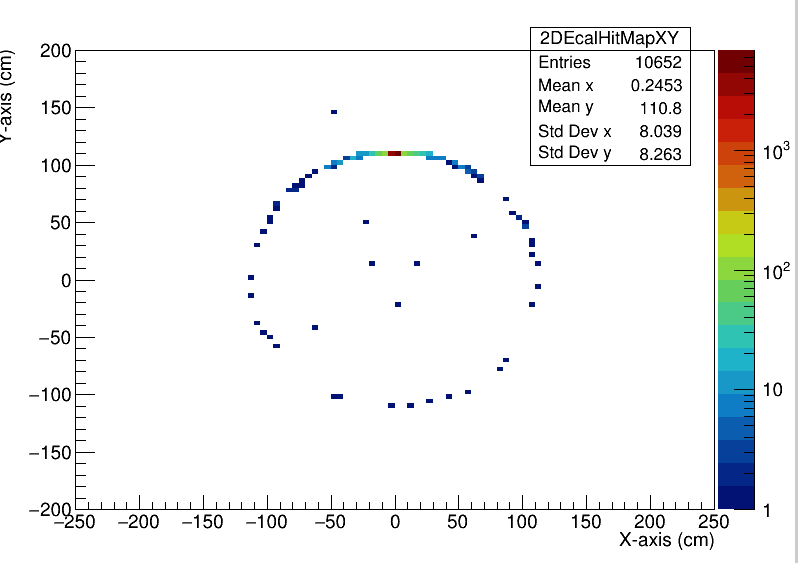 2DEcalHitMapXY
Entries 10652
Mean x 0.2453
Mean y 110.8
Std Dev x 8.039
Std Dev y 8.263
Y-axis (cm)
200
150
100
50
0
−50
−100
−150
−200
−250 −200 −150 −100 −50 0 50 100 150 200 250
X-axis (cm)
10³
10²
10
1